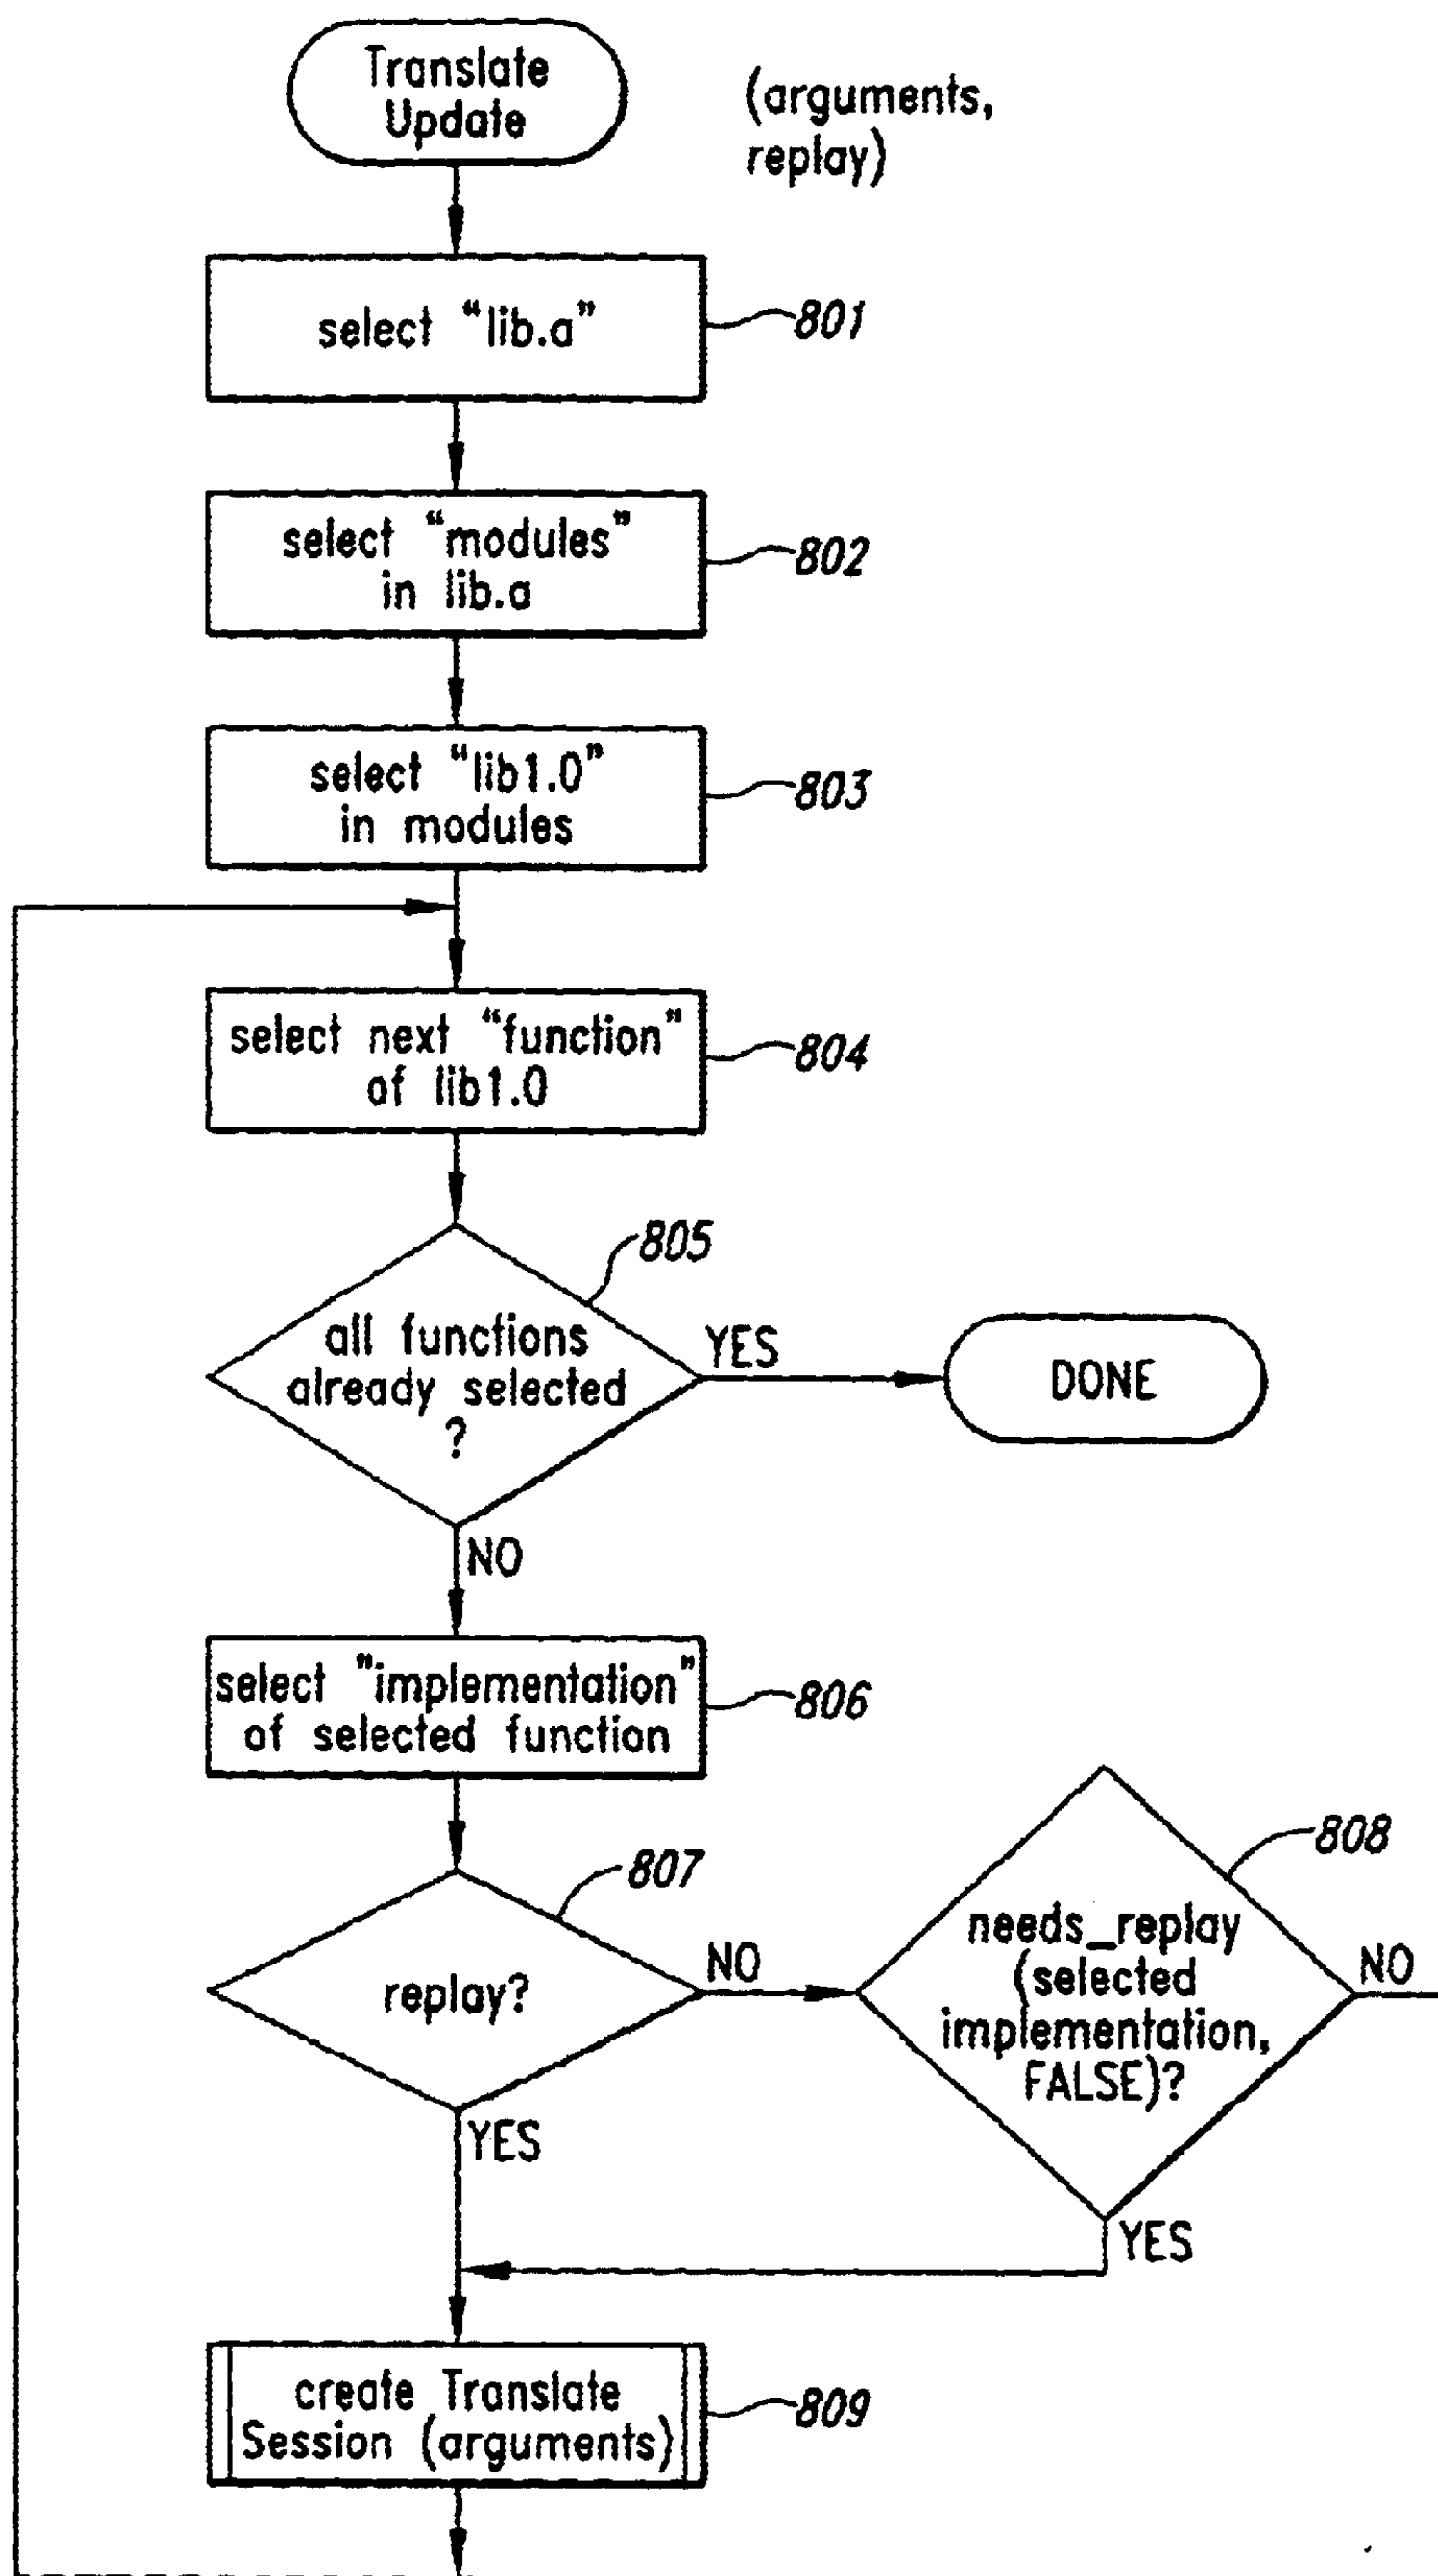 Translate
Update
(arguments,
replay)
select “lib.a”
801
select “modules”
in lib.a
802
select “lib1.0”
in modules
803
select next “function”
of lib1.0
804
805
all functions
already selected
?
YES
DONE
NO
select "implementation"
of selected function
806
807
replay?
NO
YES
808
needs_replay
(selected
implementation,
FALSE)?
NO
YES
create Translate
Session (arguments)
809